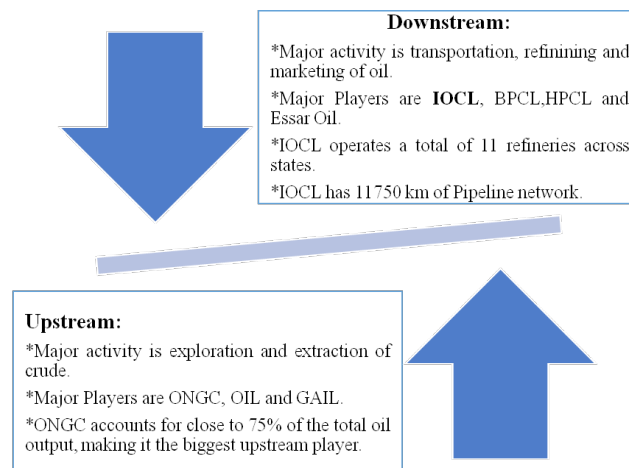 Downstream:
*Major activity is transportation, refinining and
marketing of oil.
*Major Players are IOCL, BPCL,HPCL and
Essar Oil.
*IOCL operates a total of 11 refineries across
states.
*IOCL has 11750 km of Pipeline network.
Upstream:
*Major activity is exploration and extraction of
crude.
*Major Players are ONGC, OIL and GAIL.
*ONGC accounts for close to 75% of the total oil
output, making it the biggest upstream player.